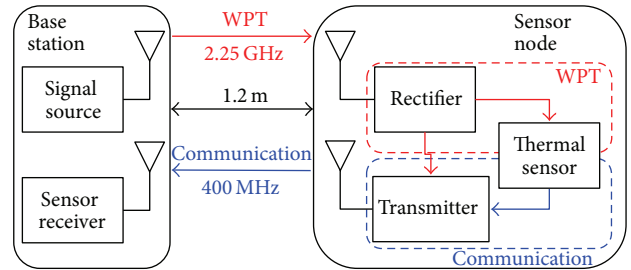 Base
station
WPT
2.25 GHz
Sensor
node
Signal
source
1.2 m
Rectifier
WPT
Thermal
sensor
Communication
400 MHz
Sensor
receiver
Transmitter
Communication